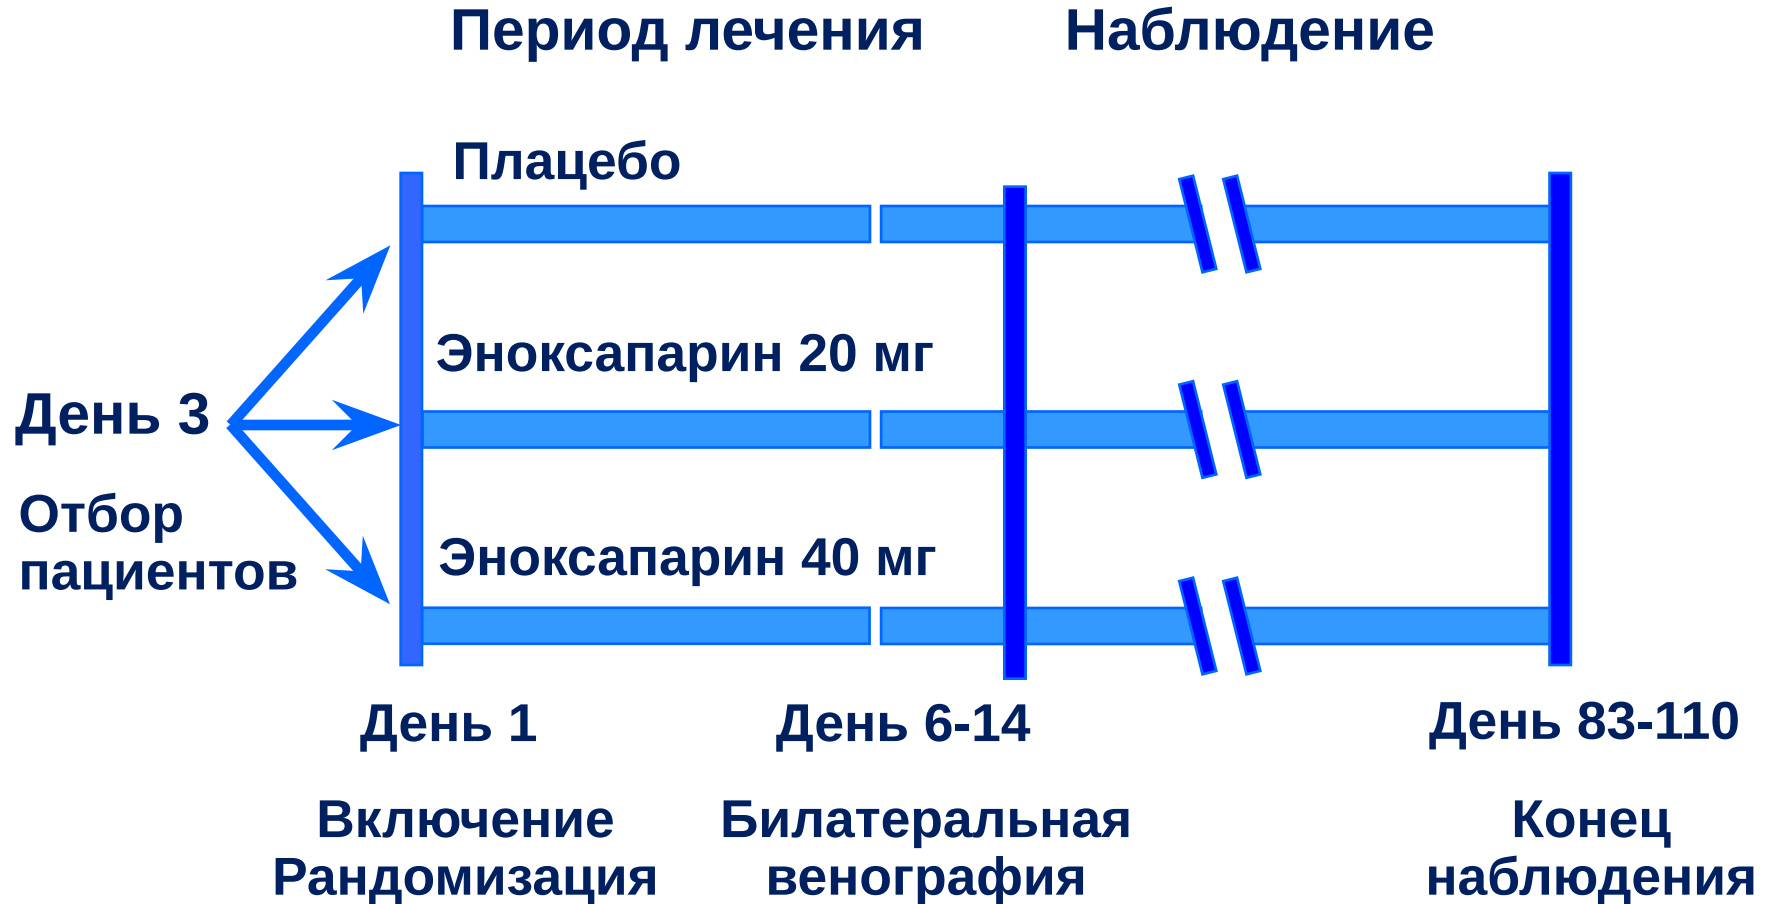 Период лечения
Наблюдение
Плацебо
Эноксапарин 20 мг
День 3
Отбор
пациентов
Эноксапарин 40 мг
День 1
День 6-14
День 83-110
Включение
Рандомизация
Билатеральная
венография
Конец
наблюдения